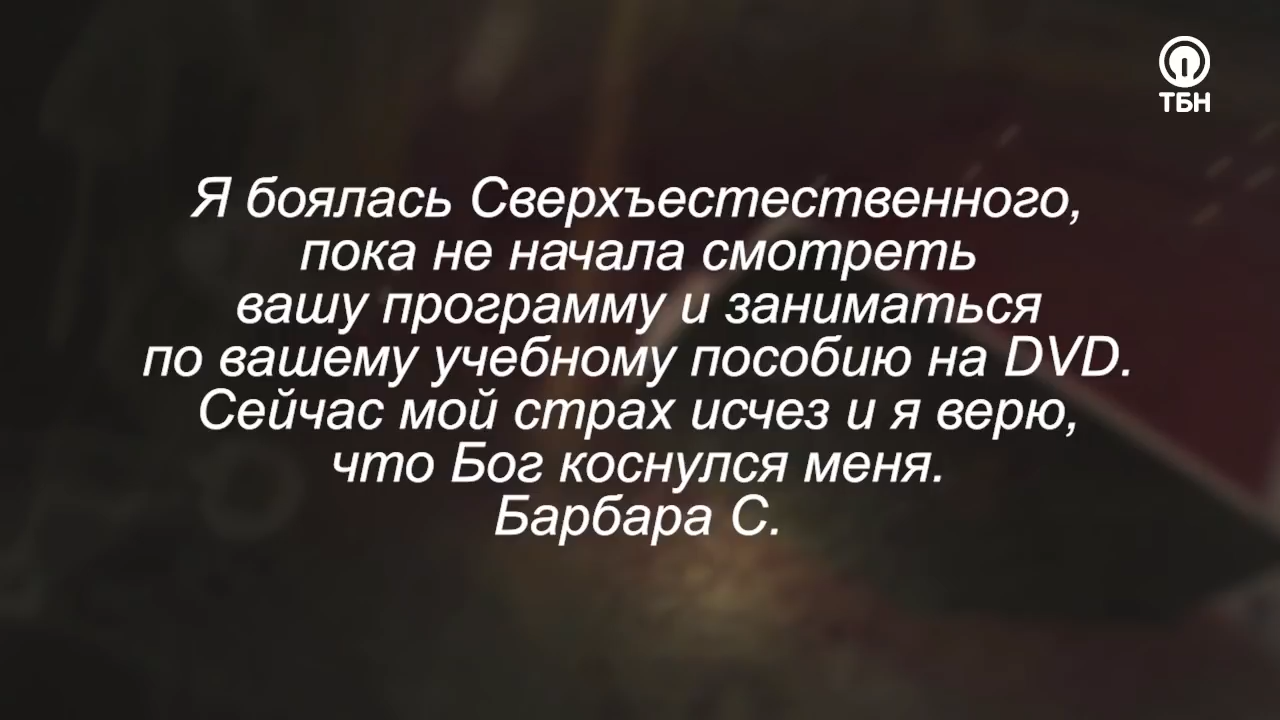 ТБН
Я боялась Сверхъестественного,
пока не начала смотреть
вашу программу и заниматься
по вашему учебному пособию на DVD.
Сейчас мой страх исчез и я верю,
что Бог коснулся меня.
Барбара С.